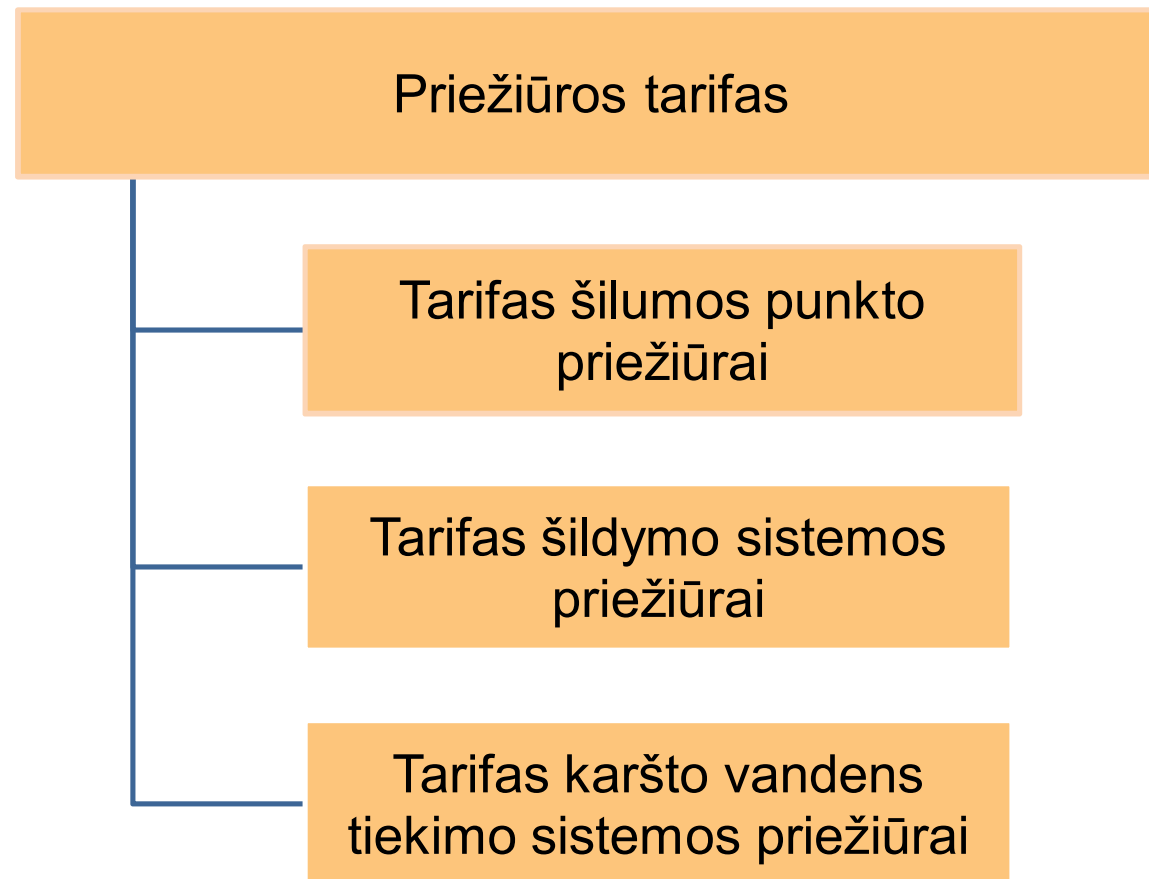 Priežiūros tarifas
Tarifas šilumos punkto
priežiūrai
Tarifas šildymo sistemos
priežiūrai
Tarifas karšto vandens
tiekimo sistemos priežiūrai